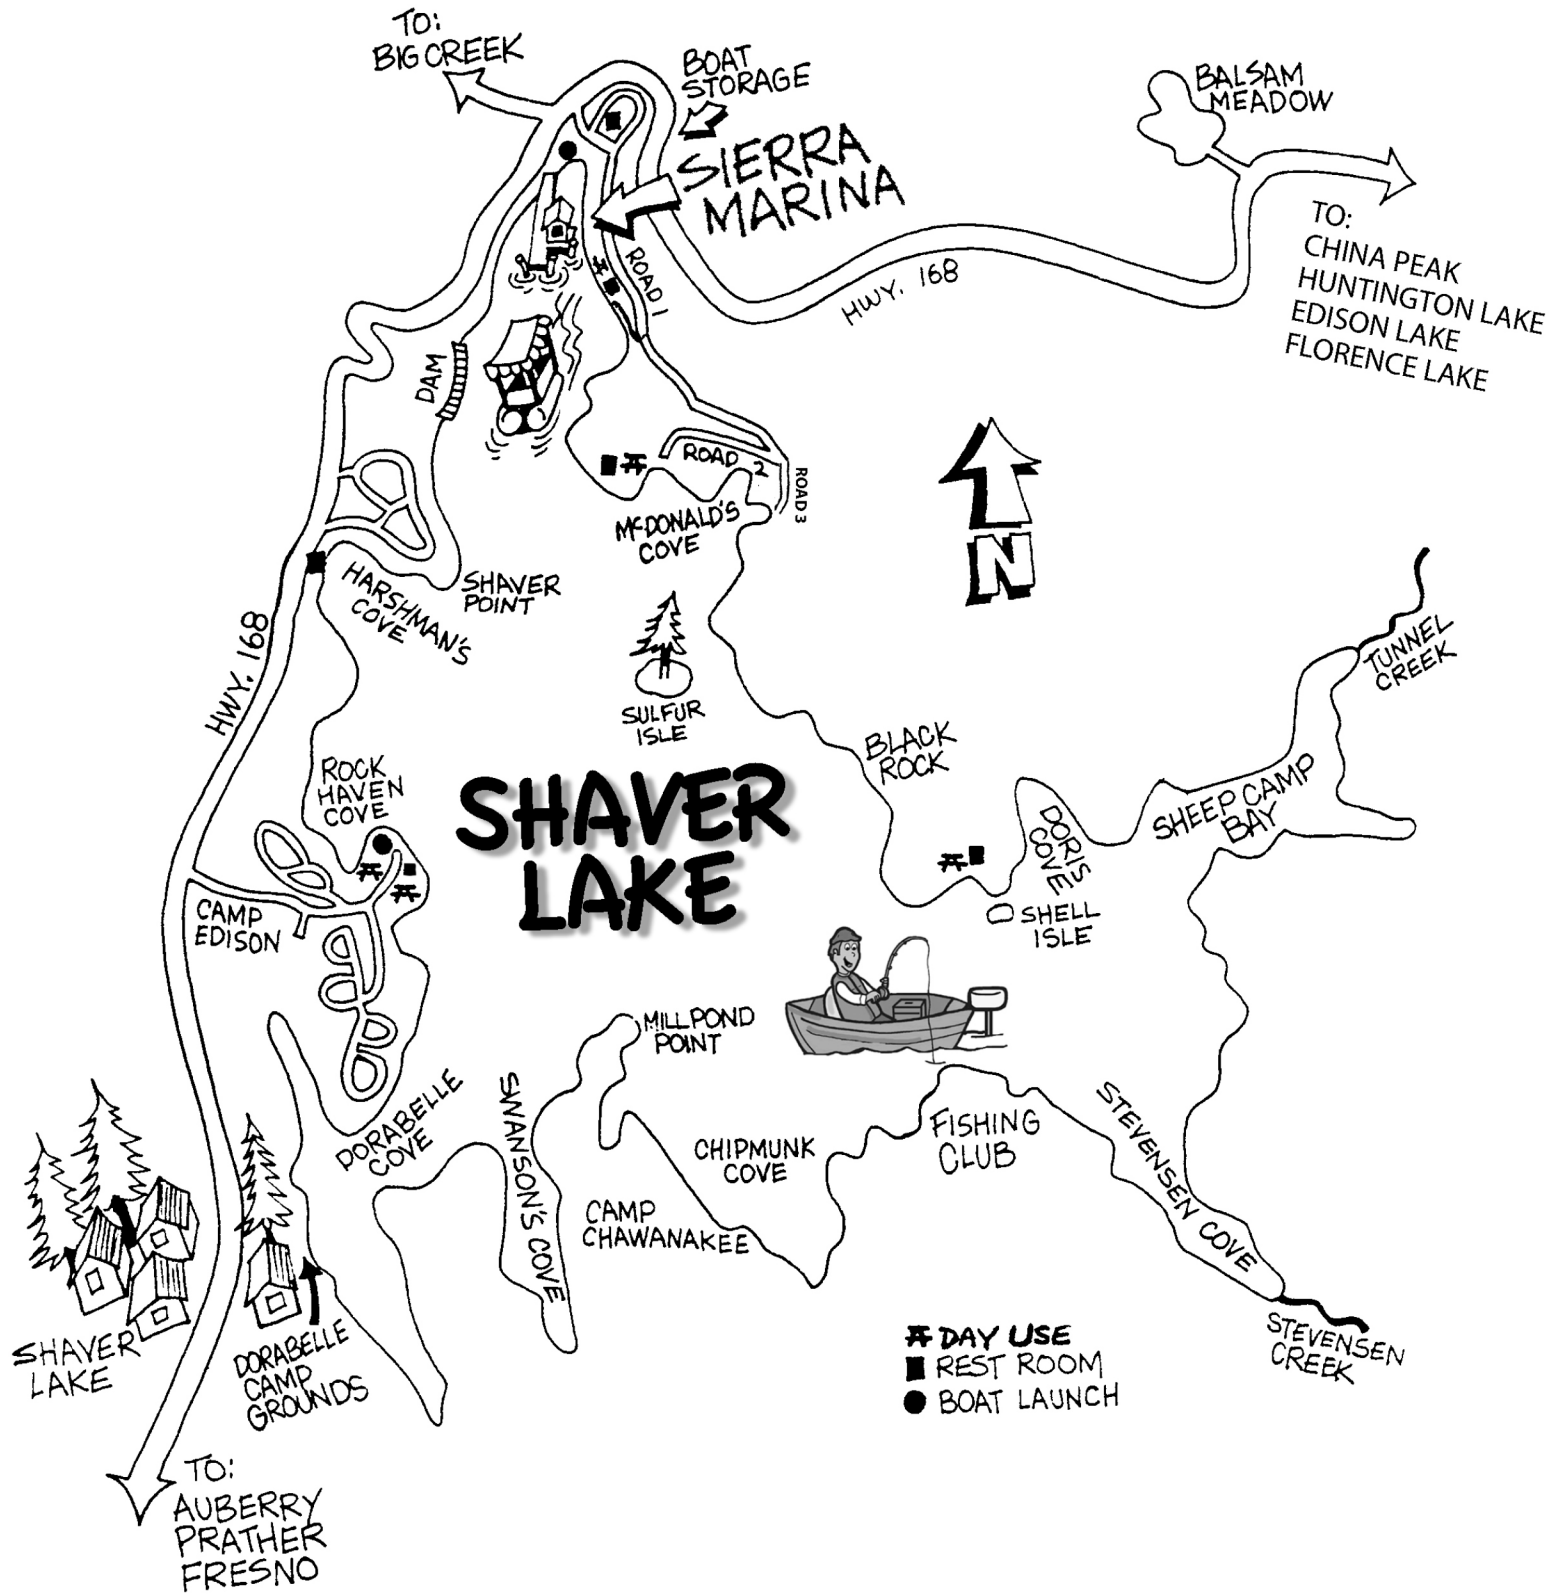 TO:
BIG CREEK
BOAT
STORAGE
SIERRA
MARINA
BALSAM
MEADOW
TO:
CHINA PEAK
HUNTINGTON LAKE
EDISON LAKE
FLORENCE LAKE
HWY. 168
ROAD 1
DAM
ROAD 2
ROAD 3
McDONALD'S
COVE
N
SHAVER
POINT
HARSHMAN'S
COVE
HWY. 168
SULFUR
ISLE
TUNNEL
CREEK
BLACK
ROCK
ROCK
HAVEN
COVE
SHAVER
LAKE
DORIS
COVE
SHEEP CAMP
BAY
CAMP
EDISON
SHELL
ISLE
MILLPOND
POINT
DORABELLE
COVE
SWANSON'S COVE
CHIPMUNK
COVE
FISHING
CLUB
STEVENSEN COVE
CAMP
CHAWANAKEE
SHAVER
LAKE
DORABELLE
CAMP
GROUNDS
DAY USE
REST ROOM
BOAT LAUNCH
STEVENSEN
CREEK
TO:
AUBERRY
PRATHER
FRESNO